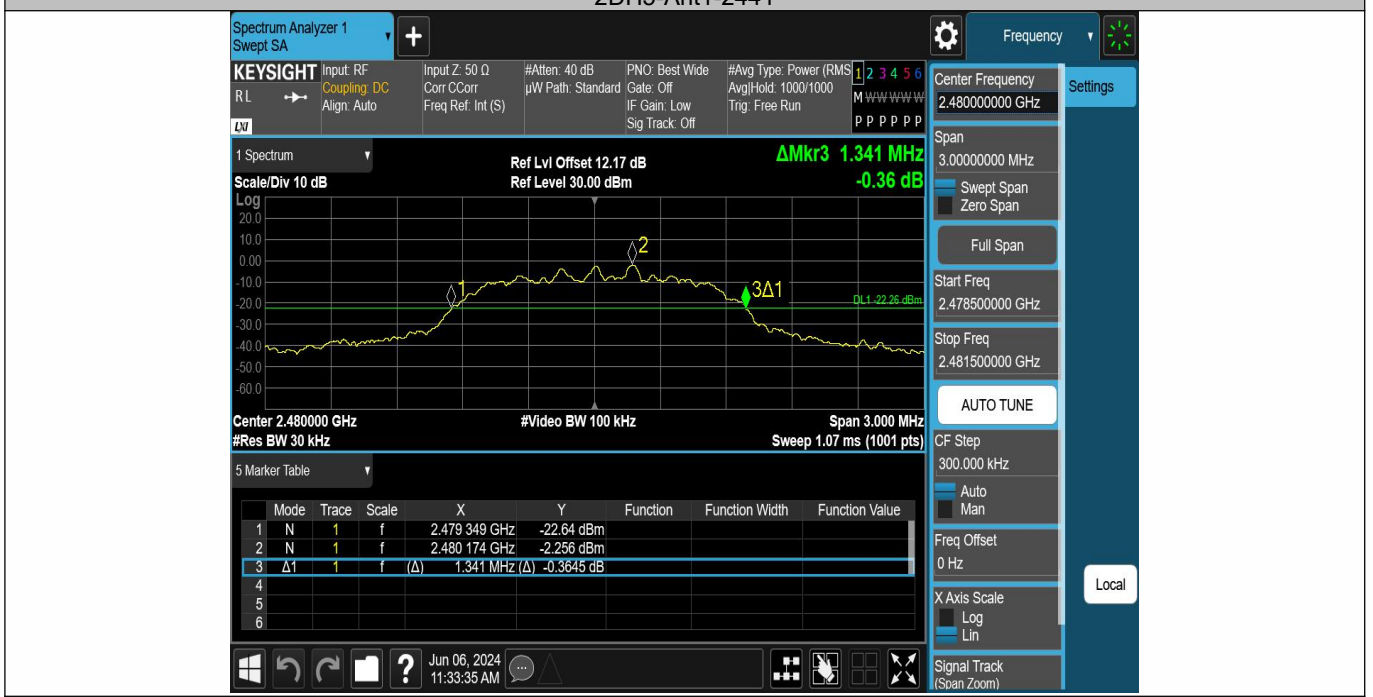 2DH5-Ant1-2441
Spectrum Analyzer 1
Swept SA
+
Frequency
KEYSIGHT
RL
LXI
Input: RF
Coupling: DC
Align: Auto
Input Z: 50 Ω
Corr CCorr
Freq Ref: Int (S)
#Atten: 40 dB
µW Path: Standard
PNO: Best Wide
Gate: Off
IF Gain: Low
Sig Track: Off
#Avg Type: Power (RMS
Avg|Hold: 1000/1000
Trig: Free Run
1 2 3 4 5 6
M W W W W W
P P P P P P
Center Frequency
2.480000000 GHz
Settings
1 Spectrum
Scale/Div 10 dB
Ref Lvl Offset 12.17 dB
Ref Level 30.00 dBm
ΔMkr3 1.341 MHz
-0.36 dB
Span
3.00000000 MHz
Swept Span
Zero Span
Full Span
Start Freq
2.478500000 GHz
Stop Freq
2.481500000 GHz
AUTO TUNE
CF Step
300.000 kHz
Auto
Man
Freq Offset
0 Hz
X Axis Scale
Log
Lin
Signal Track
(Span Zoom)
Local
Log
20.0
10.0
0.00
-10.0
-20.0
-30.0
-40.0
-50.0
-60.0
1
2
3Δ1
DL1 -22.26 dBm
Center 2.480000 GHz
#Video BW 100 kHz
Span 3.000 MHz
#Res BW 30 kHz
Sweep 1.07 ms (1001 pts)
5 Marker Table
Mode Trace Scale X Y Function Function Width Function Value
1 N 1 f 2.479 349 GHz -22.64 dBm
2 N 1 f 2.480 174 GHz -2.256 dBm
3 Δ1 1 f (Δ) 1.341 MHz (Δ) -0.3645 dB
4
5
6
?
Jun 06, 2024
11:33:35 AM